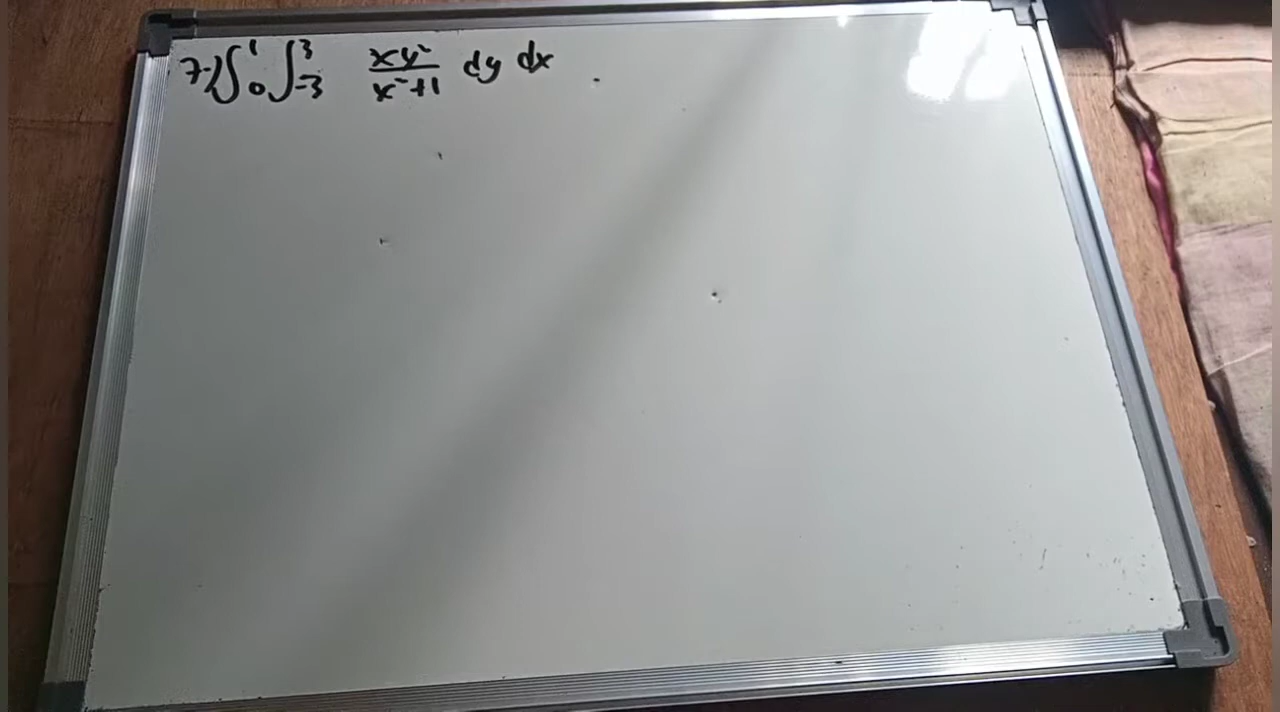 7-) ∫₀¹ ∫₋₃³ xy²/(x²+1) dy dx